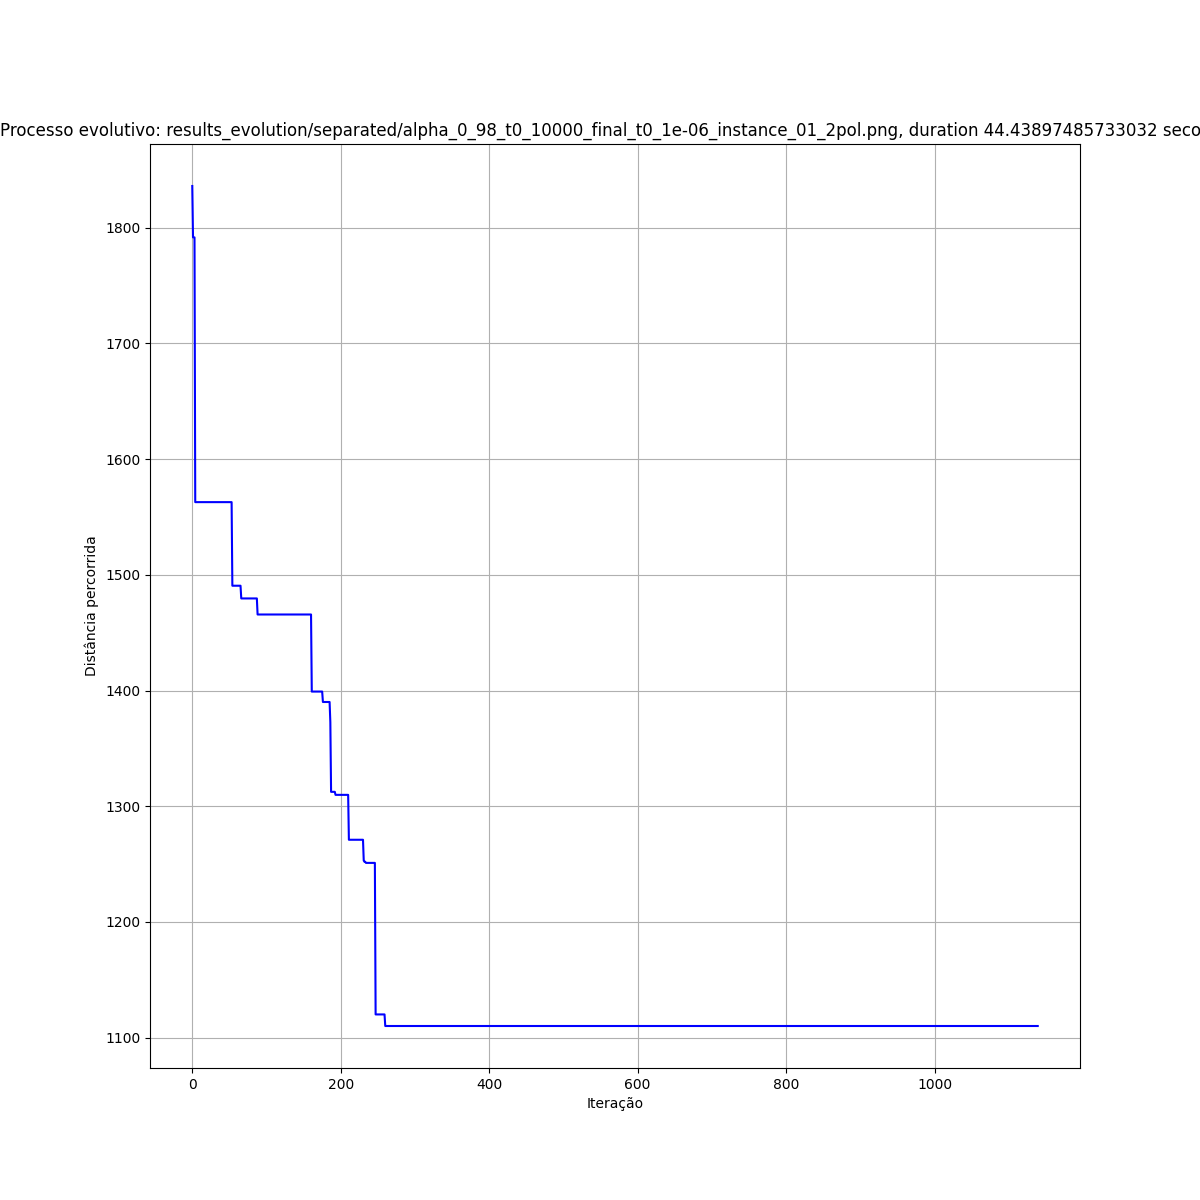 Processo evolutivo: results_evolution/separated/alpha_0_98_t0_10000_final_t0_1e-06_instance_01_2pol.png, duration 44.43897485733032 seco
1800
1700
1600
1500
1400
1300
1200
1100
Distância percorrida
0 200 400 600 800 1000
Iteração